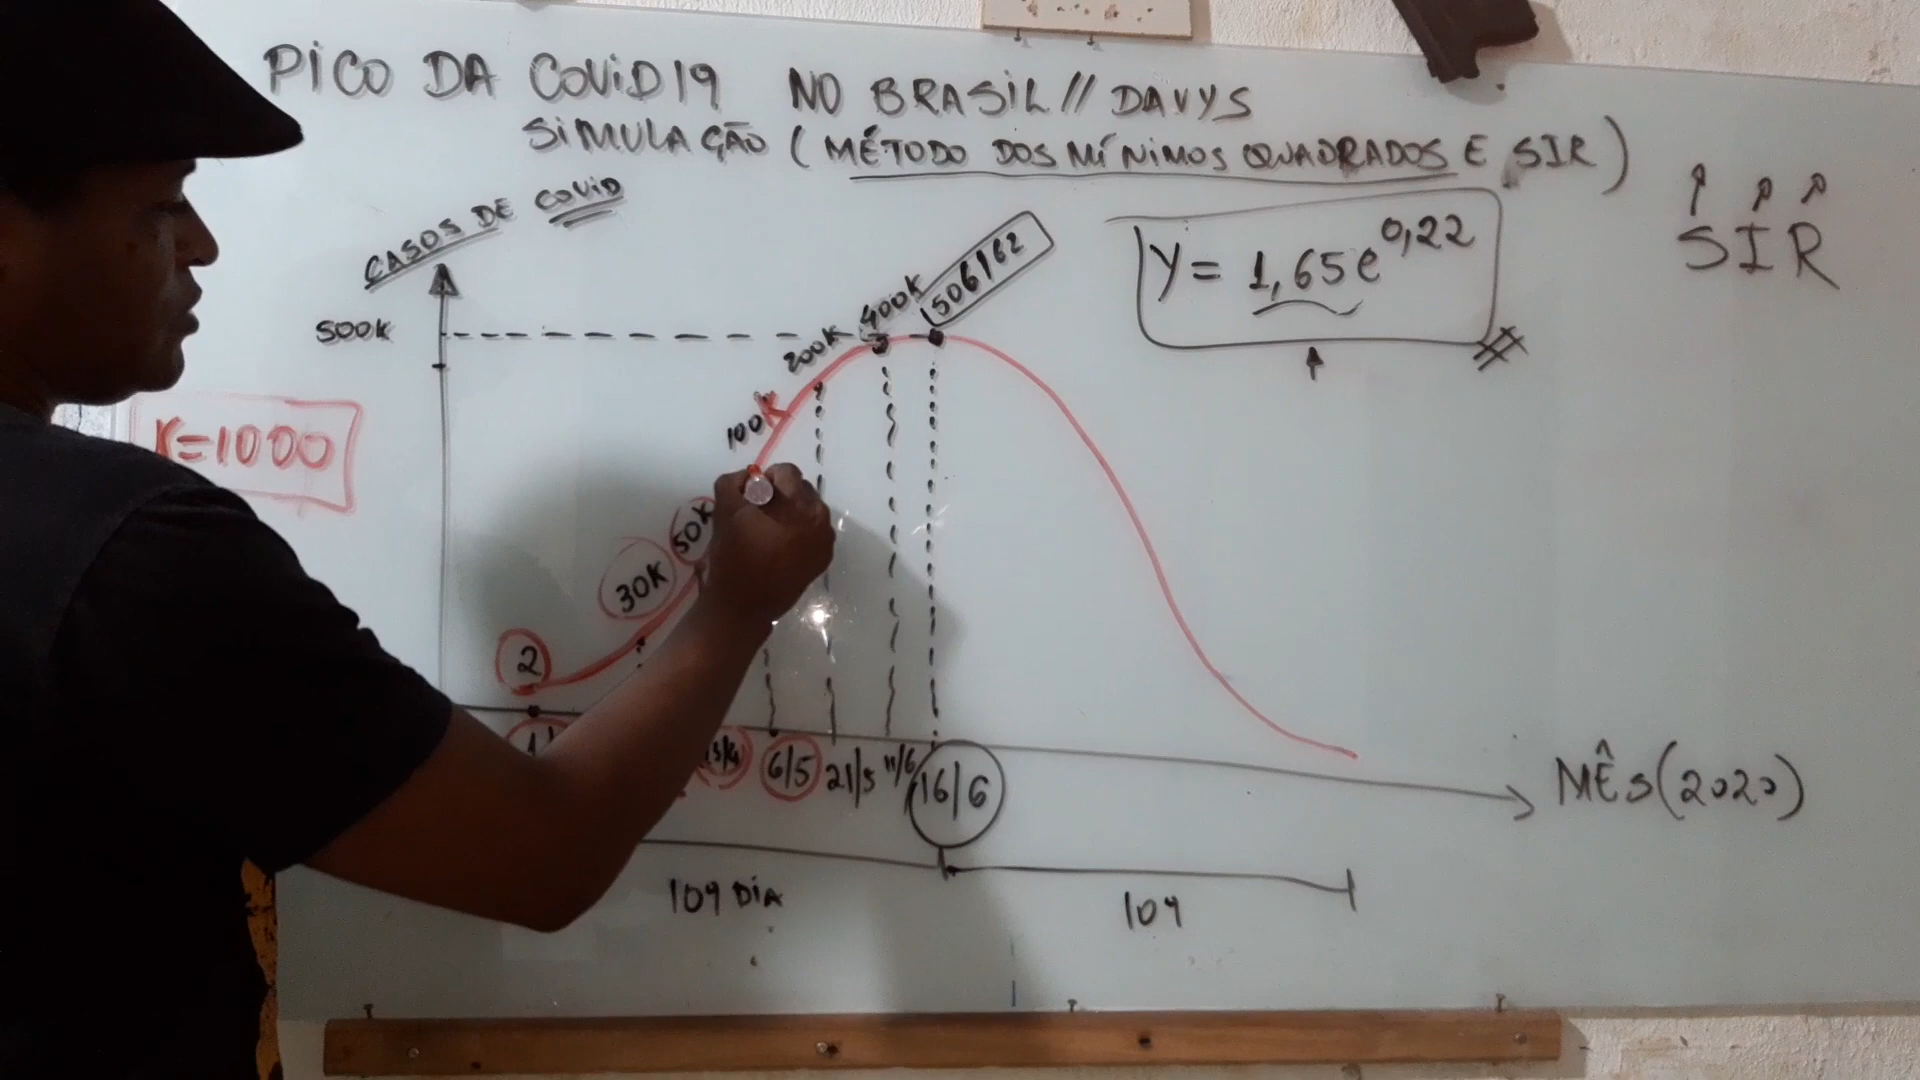 PICO DA COVID19 NO BRASIL // DAVYS
SIMULAÇÃO (MÉTODO DOS MÍNIMOS QUADRADOS E SIR)
CASOS DE COVID
500K
K=1000
Y = 1,65e^0,22
SIR
2
30K
50K
100K
200K
400K
506162
6/5
21/5
11/6
16/6
MÊS(2020)
109 DIA
109